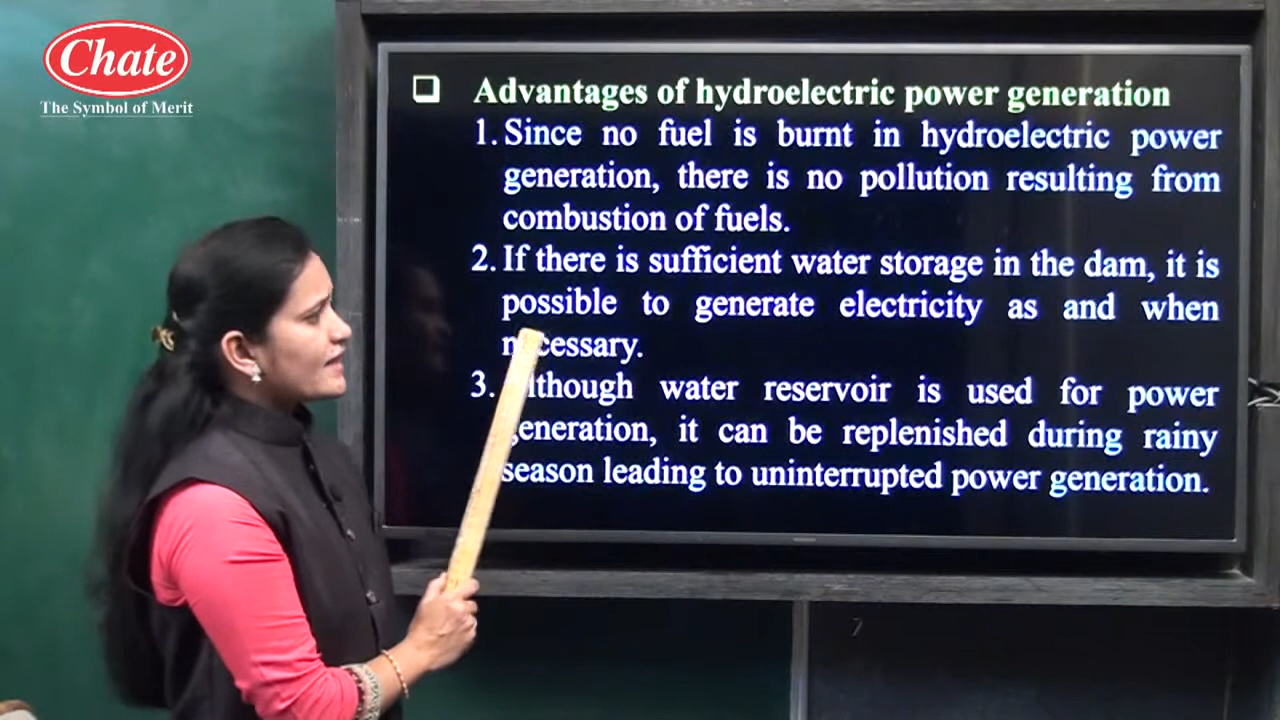 Chate
The Symbol of Merit
Advantages of hydroelectric power generation
1. Since no fuel is burnt in hydroelectric power
generation, there is no pollution resulting from
combustion of fuels.
2. If there is sufficient water storage in the dam, it is
possible to generate electricity as and when
necessary.
3. Although water reservoir is used for power
generation, it can be replenished during rainy
season leading to uninterrupted power generation.